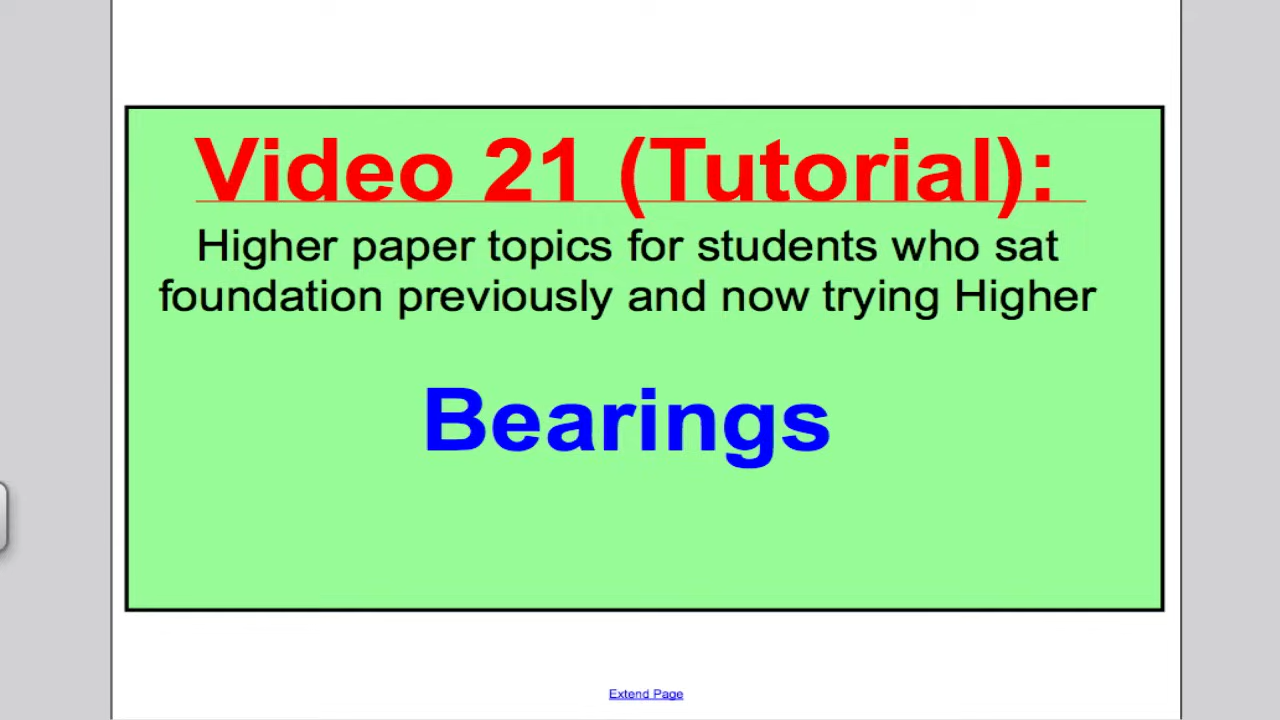 Video 21 (Tutorial):
Higher paper topics for students who sat
foundation previously and now trying Higher
Bearings
Extend Page